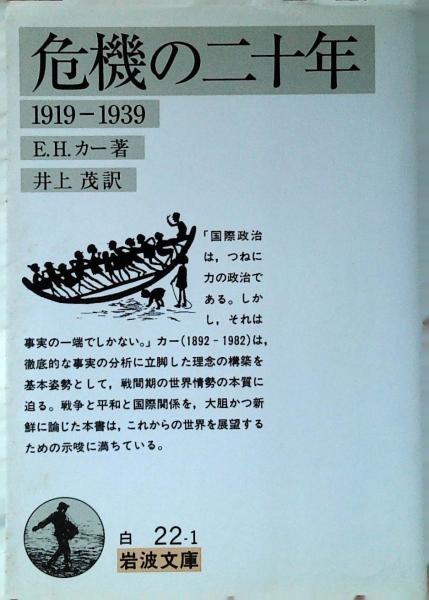 危機の二十年
1919-1939
E.H.カー著
井上 茂訳
「国際政治
は，つねに
力の政治で
ある。しか
し，それは
事実の一端でしかない。」カー(1892‐1982)は，
徹底的な事実の分析に立脚した理念の構築を
基本姿勢として，戦間期の世界情勢の本質に
迫る。戦争と平和と国際関係を，大胆かつ新
鮮に論じた本書は，これからの世界を展望する
ための示唆に満ちている。
白 22-1
岩波文庫